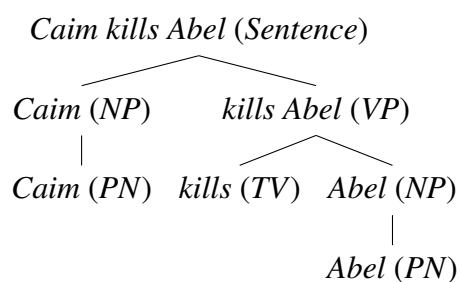 Caim kills Abel (Sentence)
Caim (NP) kills Abel (VP)
Caim (PN) kills (TV) Abel (NP)
Abel (PN)